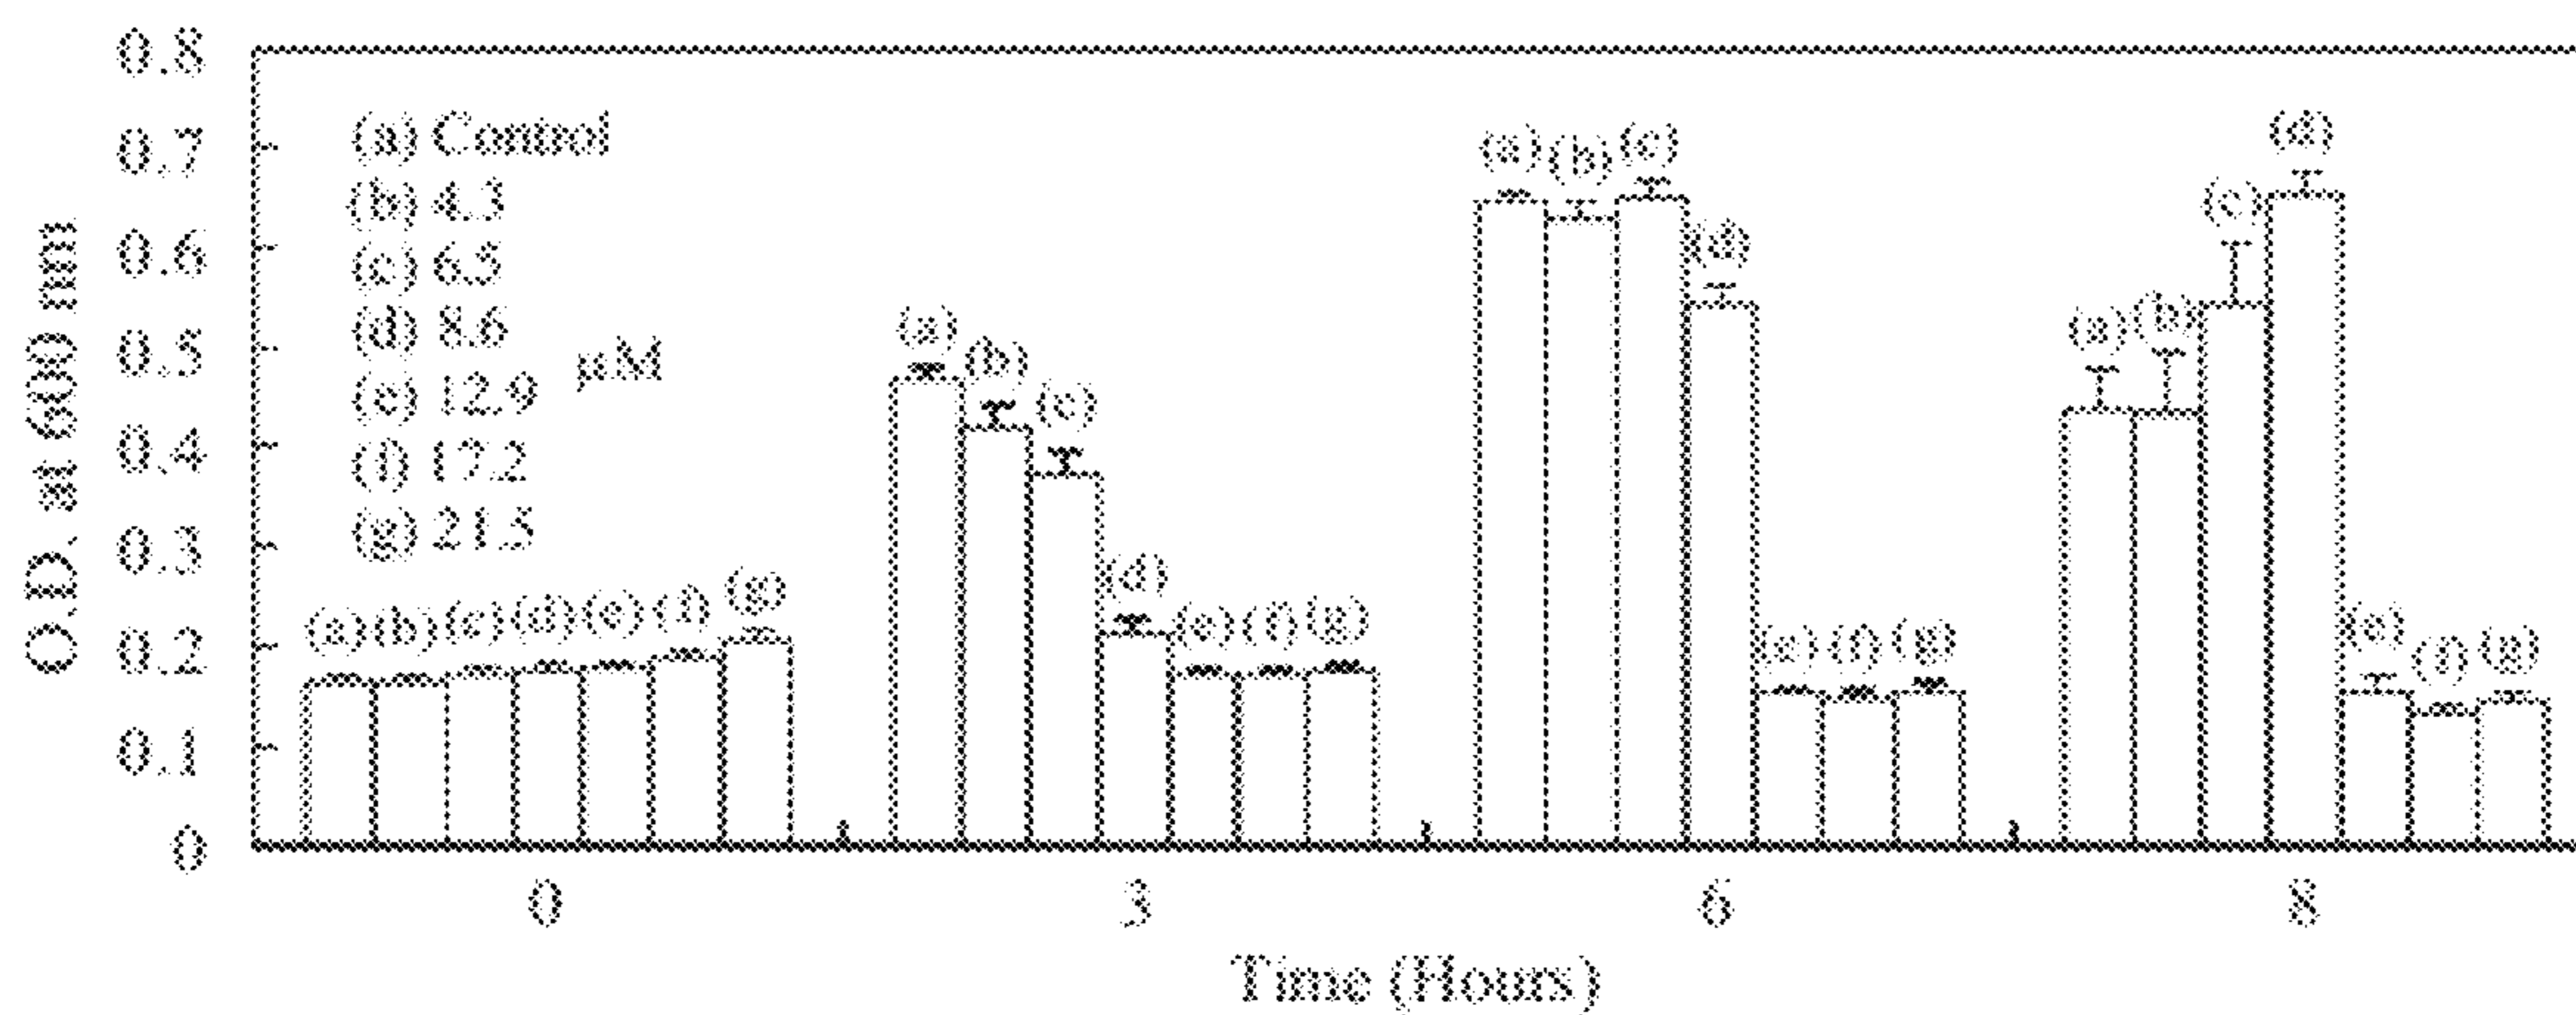 O.D. at 600 nm
0.8
0.7
0.6
0.5
0.4
0.3
0.2
0.1
0
(a) Control
(b) 4.3
(c) 6.5
(d) 8.6
(e) 12.9
(f) 17.2
(g) 21.5
µM
(a) (b) (c) (d) (e) (f) (g)
(a) (b) (c) (d) (e) (f) (g)
(a) (b) (c) (d) (e) (f) (g)
(a) (b) (c) (d) (e) (f) (g)
0 3 6 8
Time (Hours)